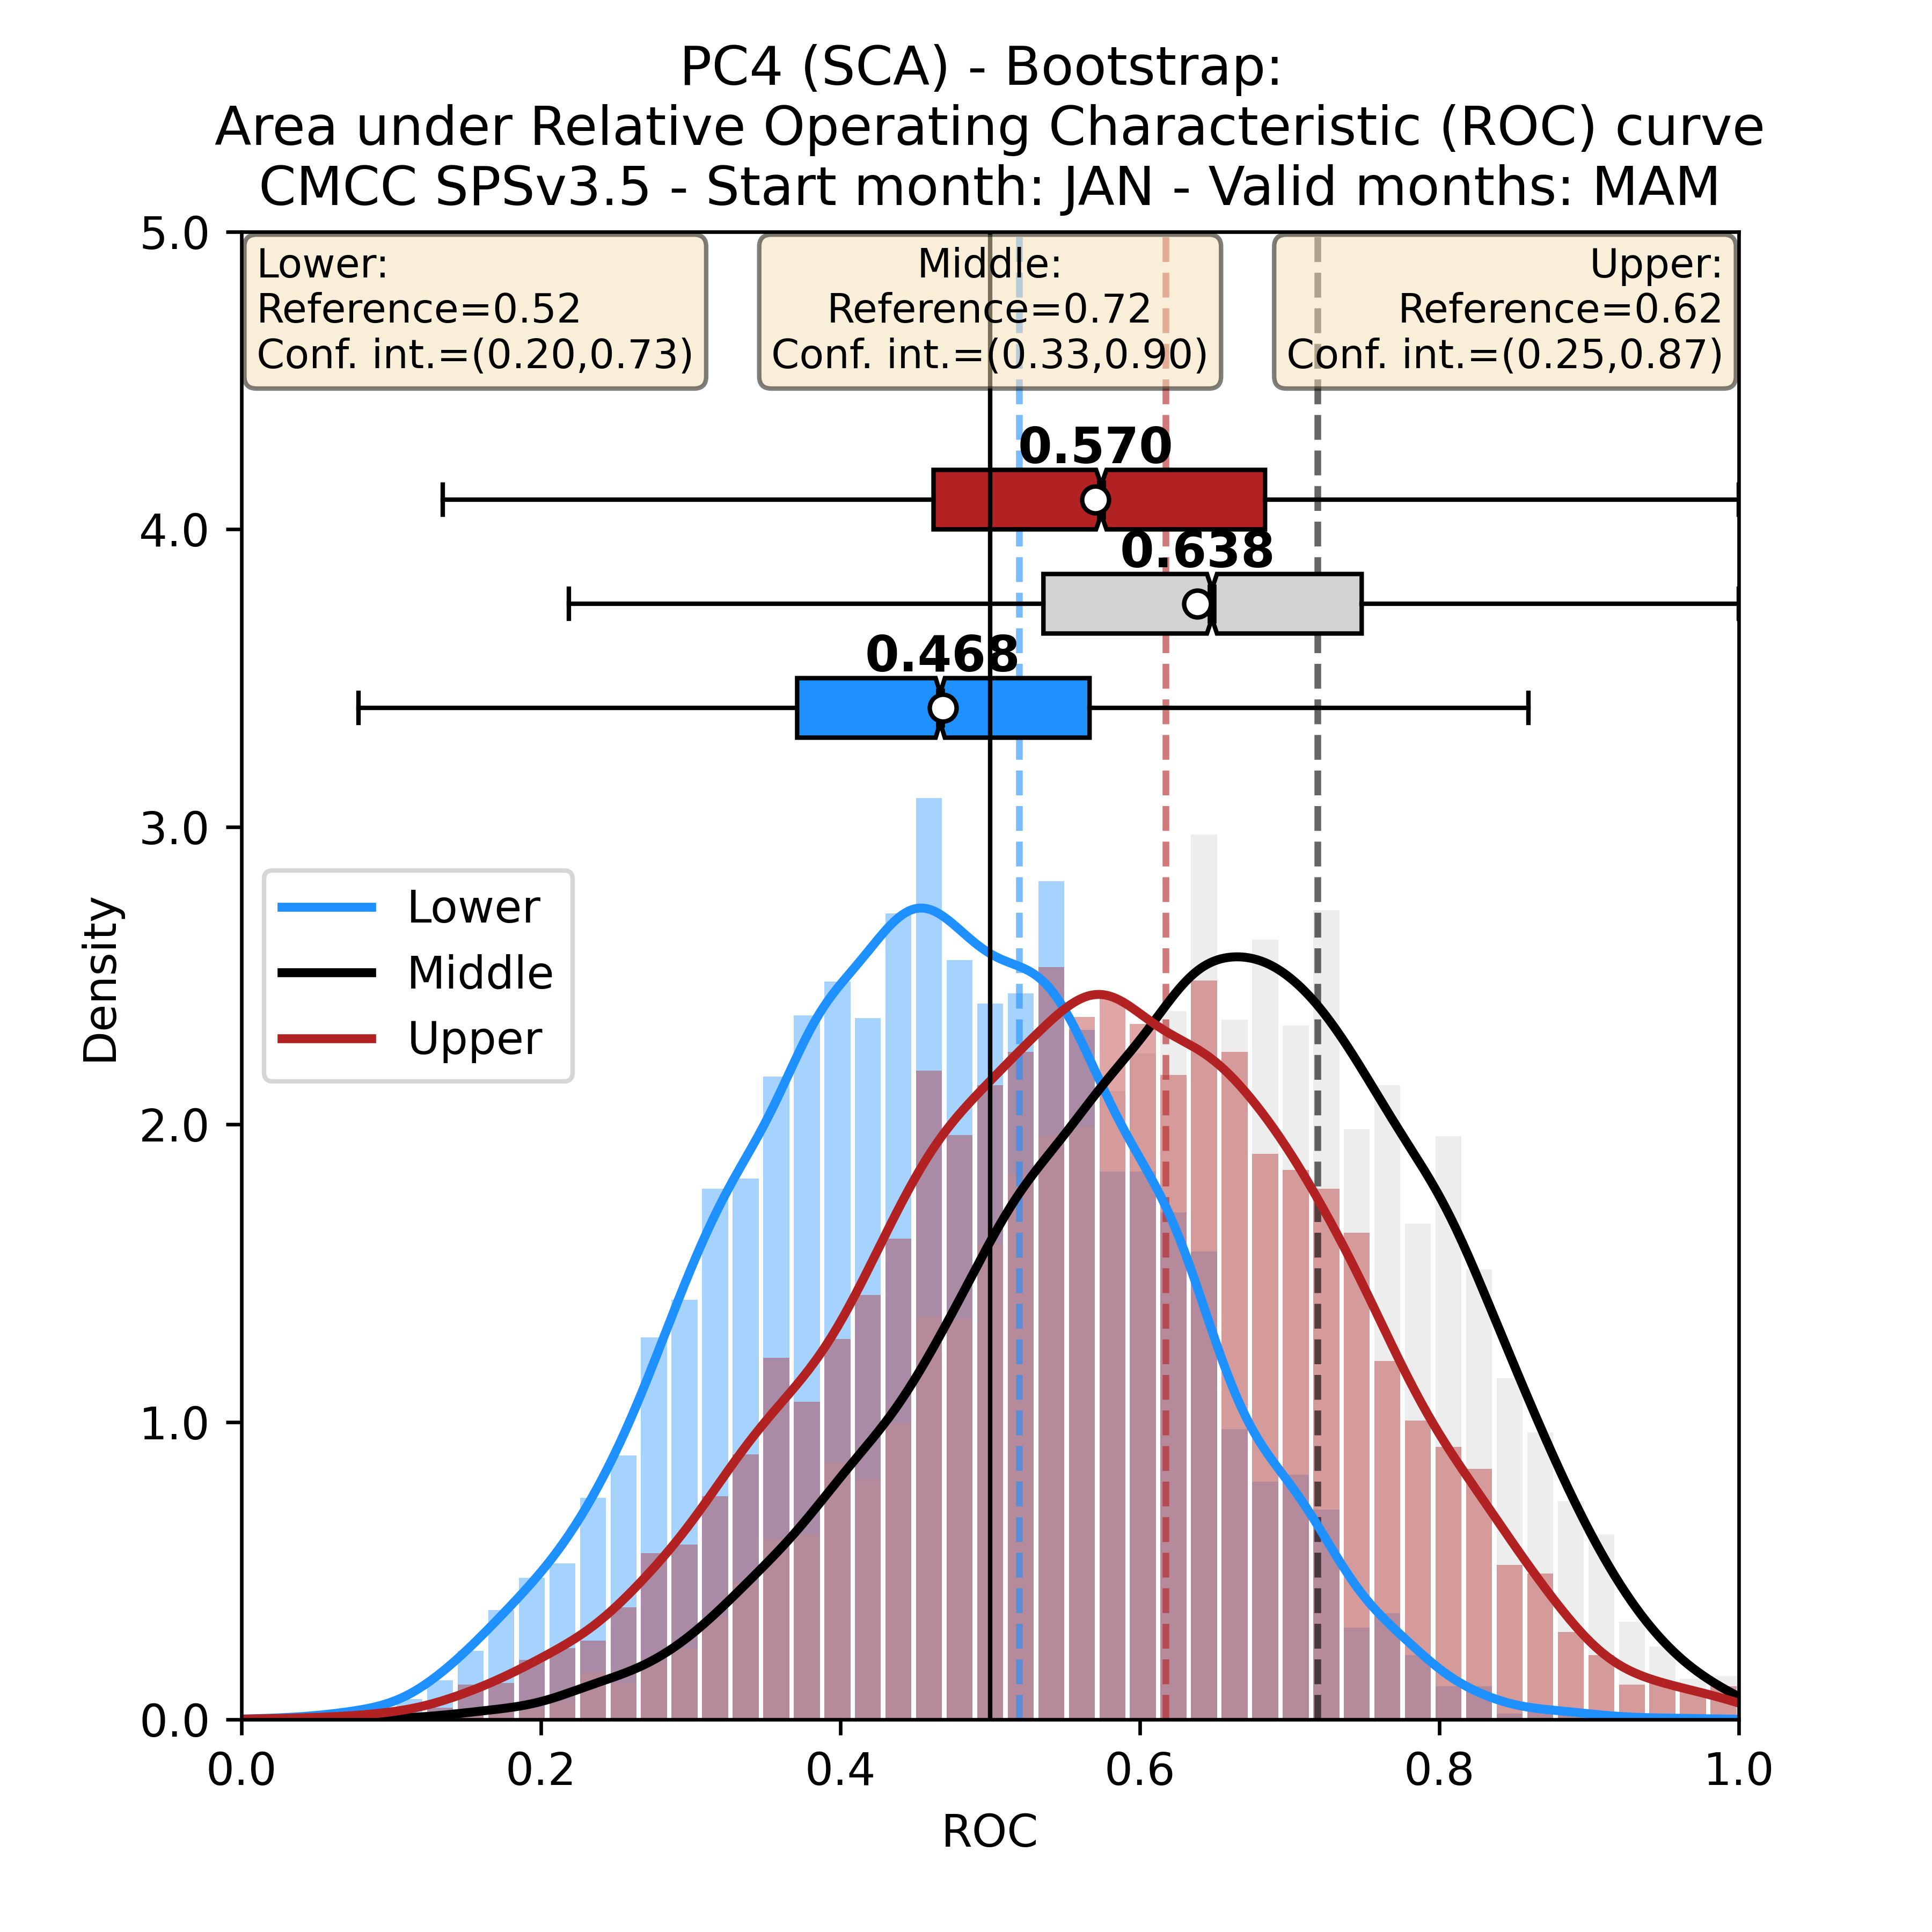 PC4 (SCA) - Bootstrap:
Area under Relative Operating Characteristic (ROC) curve
CMCC SPSv3.5 - Start month: JAN - Valid months: MAM
Lower:
Reference=0.52
Conf. int.=(0.20,0.73)
Middle:
Reference=0.72
Conf. int.=(0.33,0.90)
Upper:
Reference=0.62
Conf. int.=(0.25,0.87)
0.570
0.638
0.468
Lower
Middle
Upper
Density
5.0
4.0
3.0
2.0
1.0
0.0
0.0 0.2 0.4 0.6 0.8 1.0
ROC